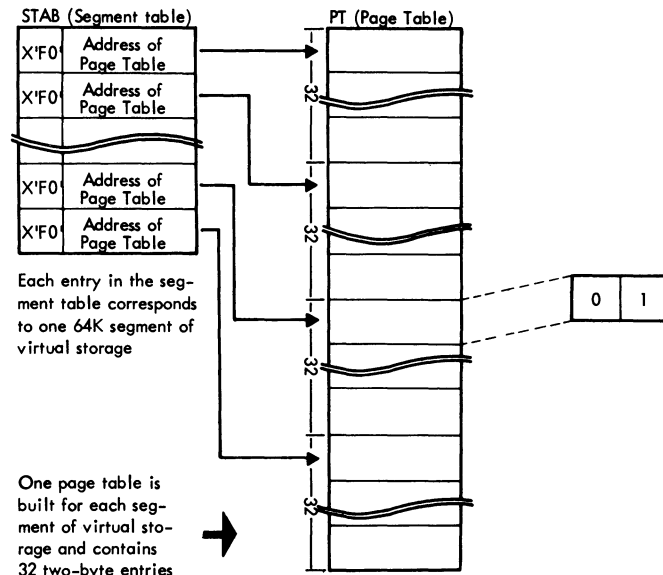 STAB (Segment table)
X'F0' Address of
Page Table
X'F0' Address of
Page Table
X'F0' Address of
Page Table
X'F0' Address of
Page Table
Each entry in the seg-
ment table corresponds
to one 64K segment of
virtual storage
One page table is
built for each seg-
ment of virtual sto-
rage and contains
32 two-byte entries
PT (Page Table)
32
32
32
32
0 1